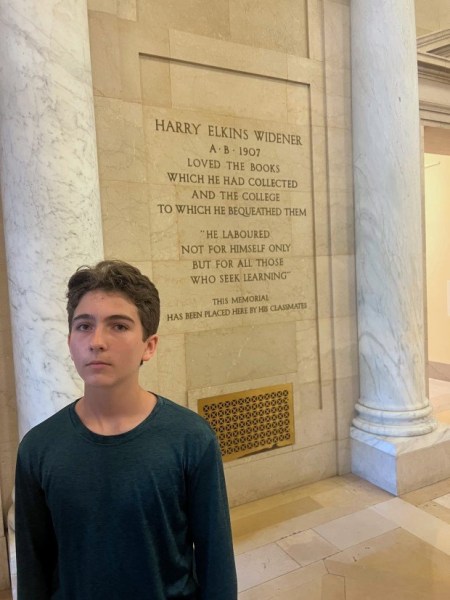 HARRY ELKINS WIDENER
A · B · 1907
LOVED THE BOOKS
WHICH HE HAD COLLECTED
AND THE COLLEGE
TO WHICH HE BEQUEATHED THEM
"HE LABOURED
NOT FOR HIMSELF ONLY
BUT FOR ALL THOSE
WHO SEEK LEARNING"
THIS MEMORIAL
HAS BEEN PLACED HERE BY HIS CLASSMATES